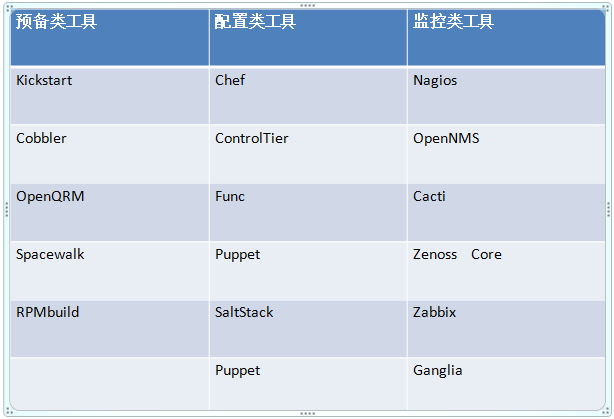 预备类工具 配置类工具 监控类工具
Kickstart Chef Nagios
Cobbler ControlTier OpenNMS
OpenQRM Func Cacti
Spacewalk Puppet Zenoss Core
RPMbuild SaltStack Zabbix
Puppet Ganglia